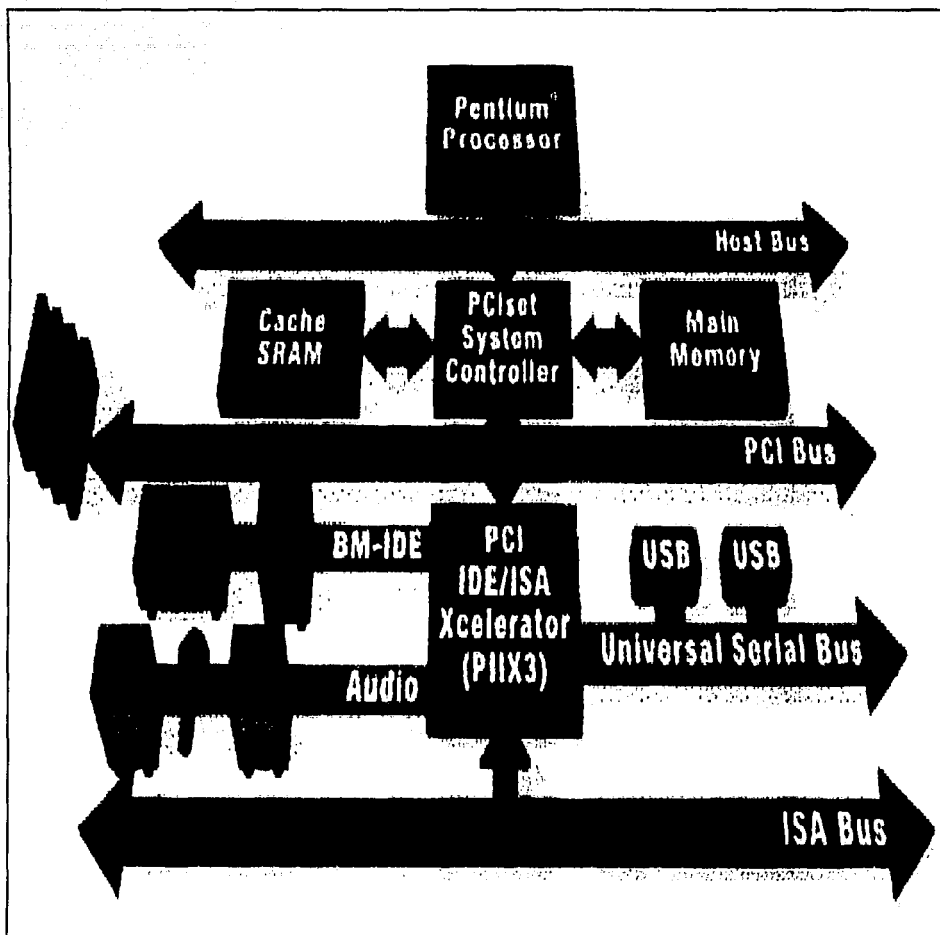 Pentium®
Processor
Host Bus
Cache
SRAM
PCIset
System
Controller
Main
Memory
PCI Bus
BM-IDE
PCI
IDE/ISA
Xcelerator
(PIIX3)
USB
USB
Universal Serial Bus
Audio
ISA Bus